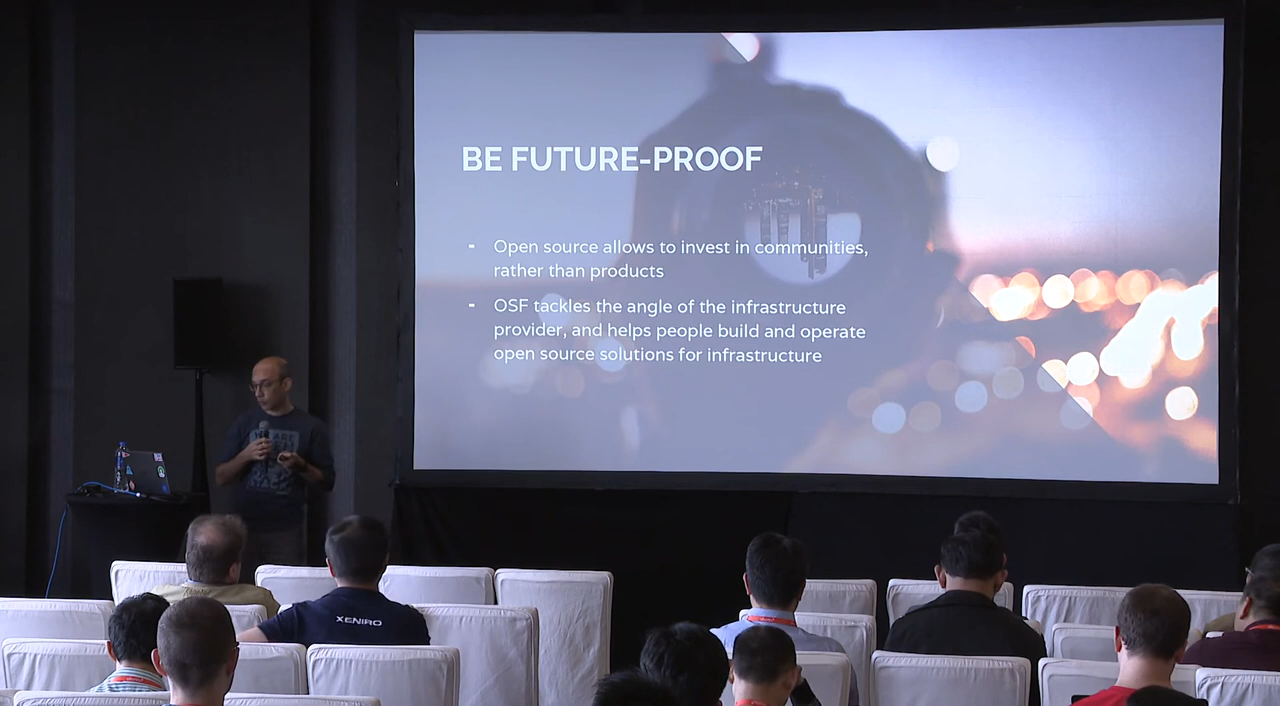 BE FUTURE-PROOF
- Open source allows to invest in communities,
rather than products
- OSF tackles the angle of the infrastructure
provider, and helps people build and operate
open source solutions for infrastructure
XENIRO